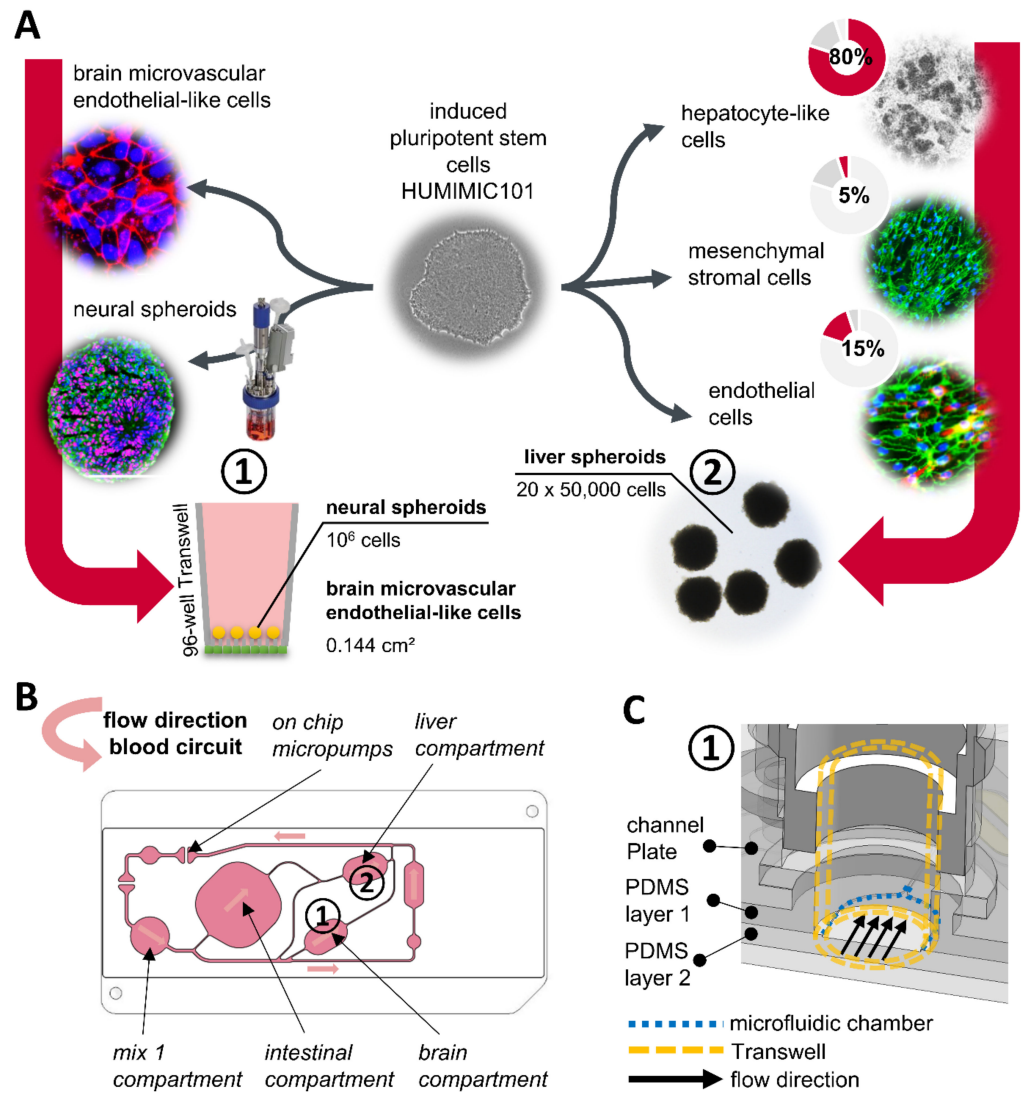 A
brain microvascular
endothelial-like cells
neural spheroids
induced
pluripotent stem
cells
HUMIMIC101
80%
hepatocyte-like
cells
5%
mesenchymal
stromal cells
15%
endothelial
cells
1
96-well Transwell
neural spheroids
10⁶ cells
brain microvascular
endothelial-like cells
0.144 cm²
liver spheroids
20 x 50,000 cells
2
B
flow direction
blood circuit
on chip
micropumps
liver
compartment
2
1
mix 1
compartment
intestinal
compartment
brain
compartment
C
1
channel
Plate
PDMS
layer 1
PDMS
layer 2
microfluidic chamber
Transwell
flow direction